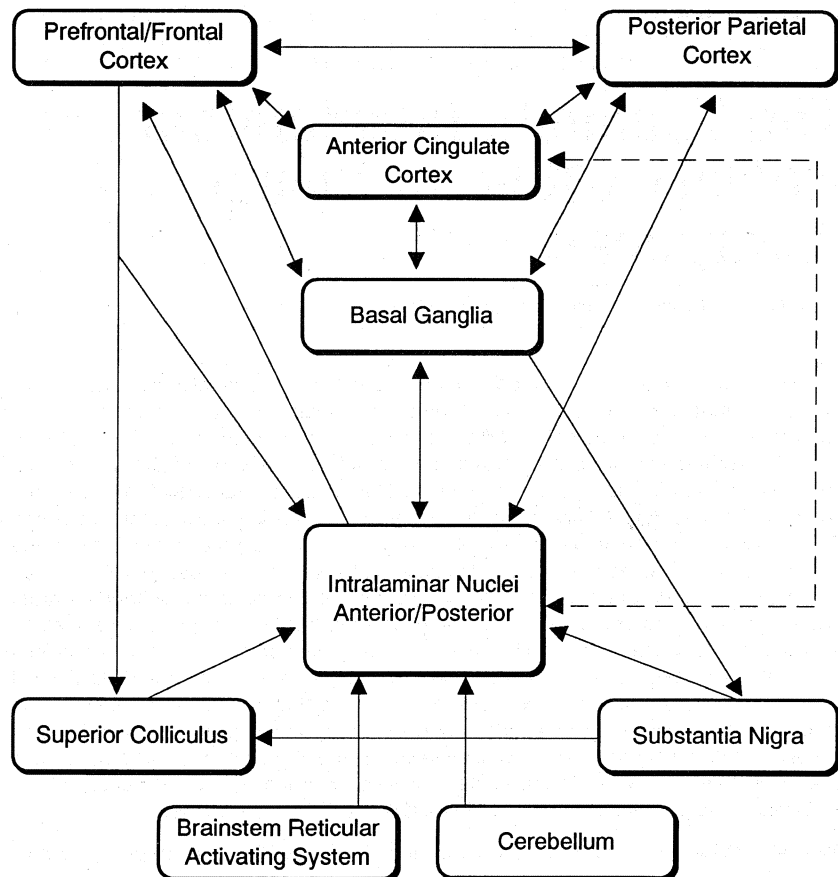 Prefrontal/Frontal
Cortex
Posterior Parietal
Cortex
Anterior Cingulate
Cortex
Basal Ganglia
Intralaminar Nuclei
Anterior/Posterior
Superior Colliculus
Substantia Nigra
Brainstem Reticular
Activating System
Cerebellum